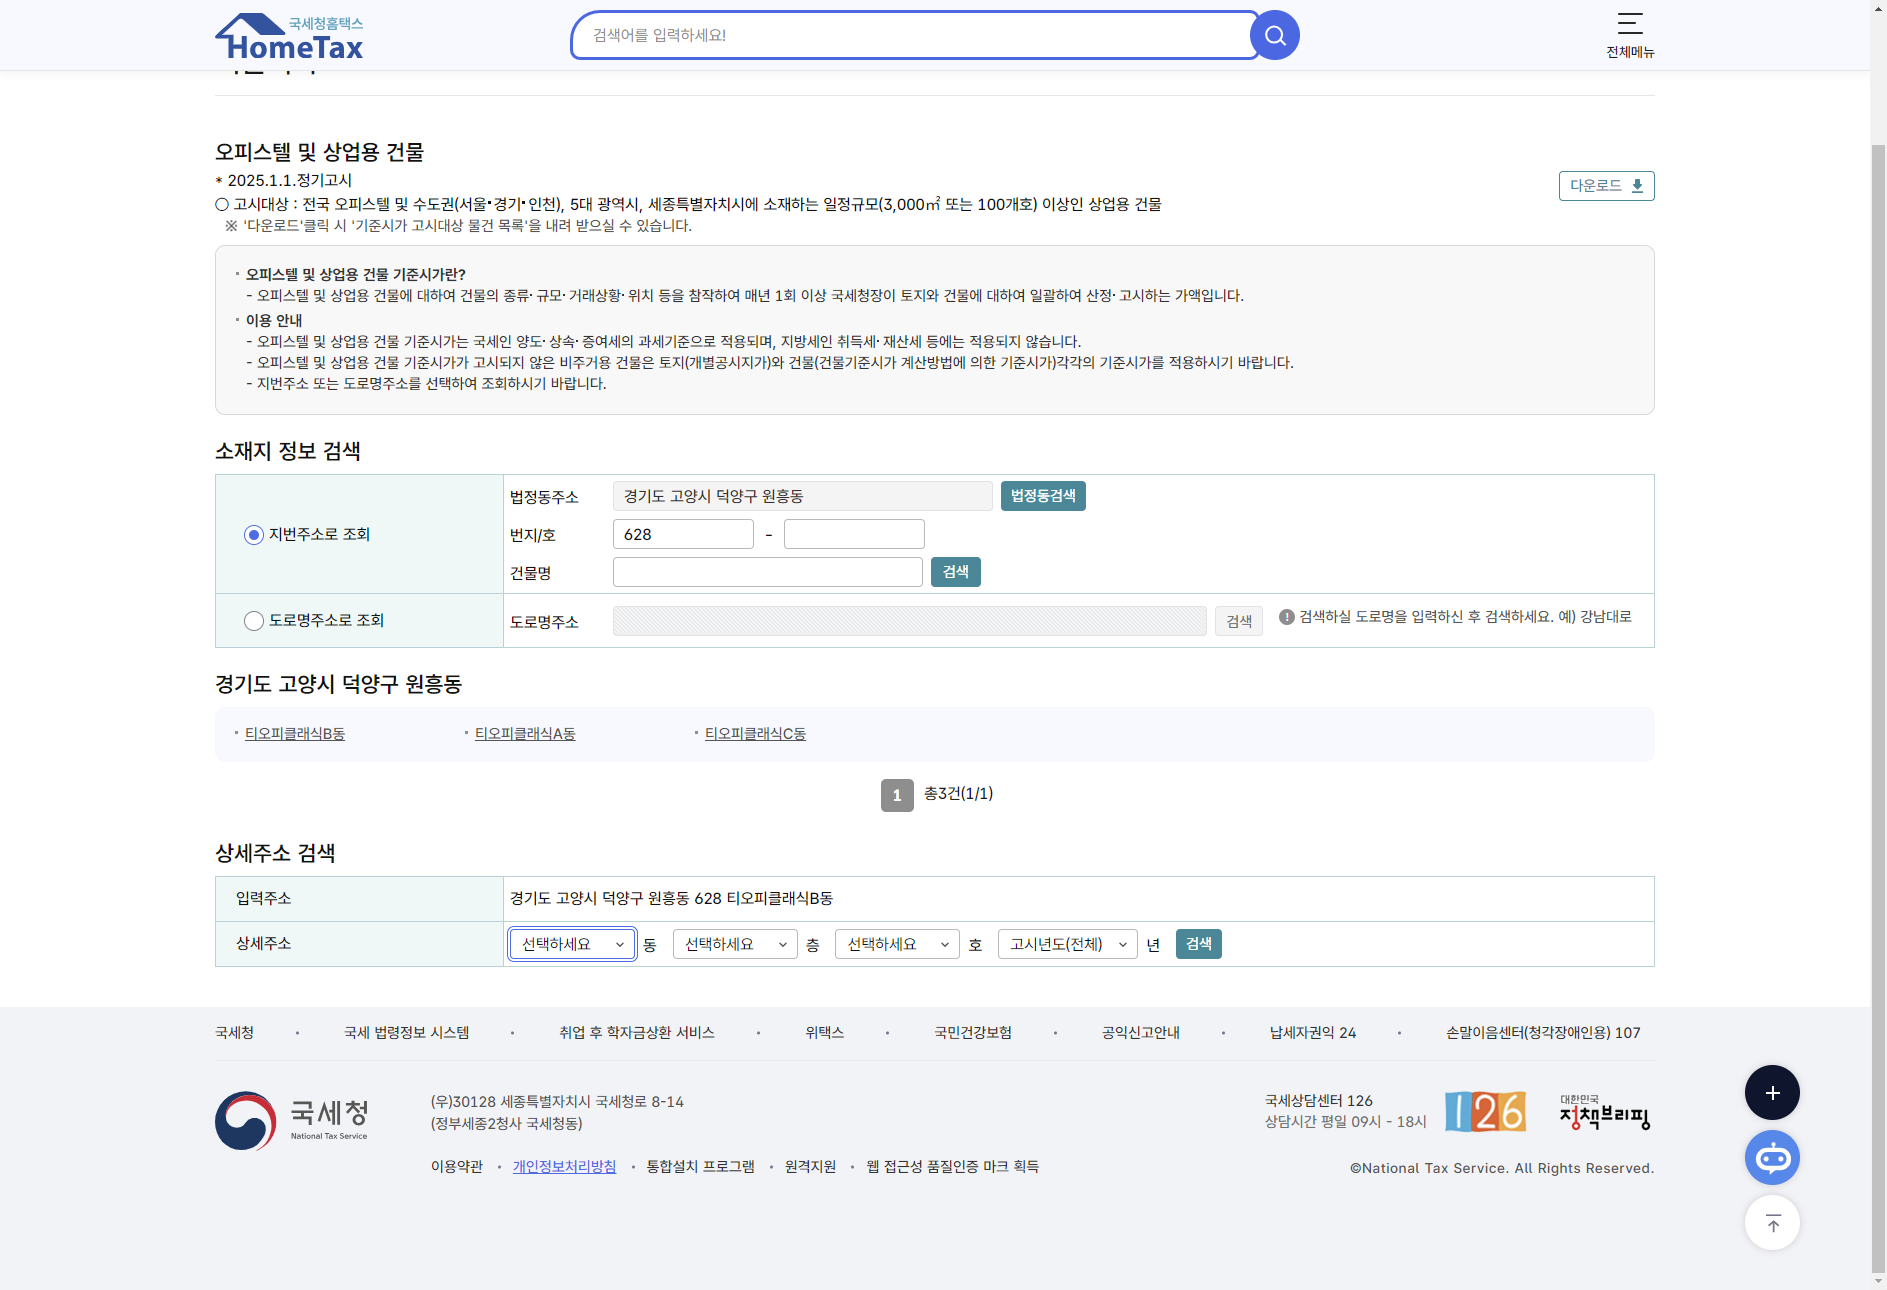 국세청홈택스
HomeTax
검색어를 입력하세요!
전체메뉴
오피스텔 및 상업용 건물
* 2025.1.1.정기고시
다운로드
○ 고시대상 : 전국 오피스텔 및 수도권(서울·경기·인천), 5대 광역시, 세종특별자치시에 소재하는 일정규모(3,000㎡ 또는 100개호) 이상인 상업용 건물
※ '다운로드'클릭 시 '기준시가 고시대상 물건 목록'을 내려 받으실 수 있습니다.
· 오피스텔 및 상업용 건물 기준시가란?
- 오피스텔 및 상업용 건물에 대하여 건물의 종류· 규모· 거래상황· 위치 등을 참작하여 매년 1회 이상 국세청장이 토지와 건물에 대하여 일괄하여 산정· 고시하는 가액입니다.
· 이용 안내
- 오피스텔 및 상업용 건물 기준시가는 국세인 양도· 상속· 증여세의 과세기준으로 적용되며, 지방세인 취득세· 재산세 등에는 적용되지 않습니다.
- 오피스텔 및 상업용 건물 기준시가가 고시되지 않은 비주거용 건물은 토지(개별공시지가)와 건물(건물기준시가 계산방법에 의한 기준시가)각각의 기준시가를 적용하시기 바랍니다.
- 지번주소 또는 도로명주소를 선택하여 조회하시기 바랍니다.
소재지 정보 검색
지번주소로 조회
법정동주소 경기도 고양시 덕양구 원흥동 법정동검색
번지/호 628 -
건물명 검색
도로명주소로 조회 도로명주소 검색 ! 검색하실 도로명을 입력하신 후 검색하세요. 예) 강남대로
경기도 고양시 덕양구 원흥동
· 티오피클래식B동 · 티오피클래식A동 · 티오피클래식C동
1 총3건(1/1)
상세주소 검색
입력주소 경기도 고양시 덕양구 원흥동 628 티오피클래식B동
상세주소 선택하세요 동 선택하세요 층 선택하세요 호 고시년도(전체) 년 검색
국세청 · 국세 법령정보 시스템 · 취업 후 학자금상환 서비스 · 위택스 · 국민건강보험 · 공익신고안내 · 납세자권익 24 · 손말이음센터(청각장애인용) 107
국세청
National Tax Service
(우)30128 세종특별자치시 국세청로 8-14
(정부세종2청사 국세청동)
국세상담센터 126
상담시간 평일 09시 - 18시
126
대한민국
정책브리핑
이용약관 · 개인정보처리방침 · 통합설치 프로그램 · 원격지원 · 웹 접근성 품질인증 마크 획득
©National Tax Service. All Rights Reserved.